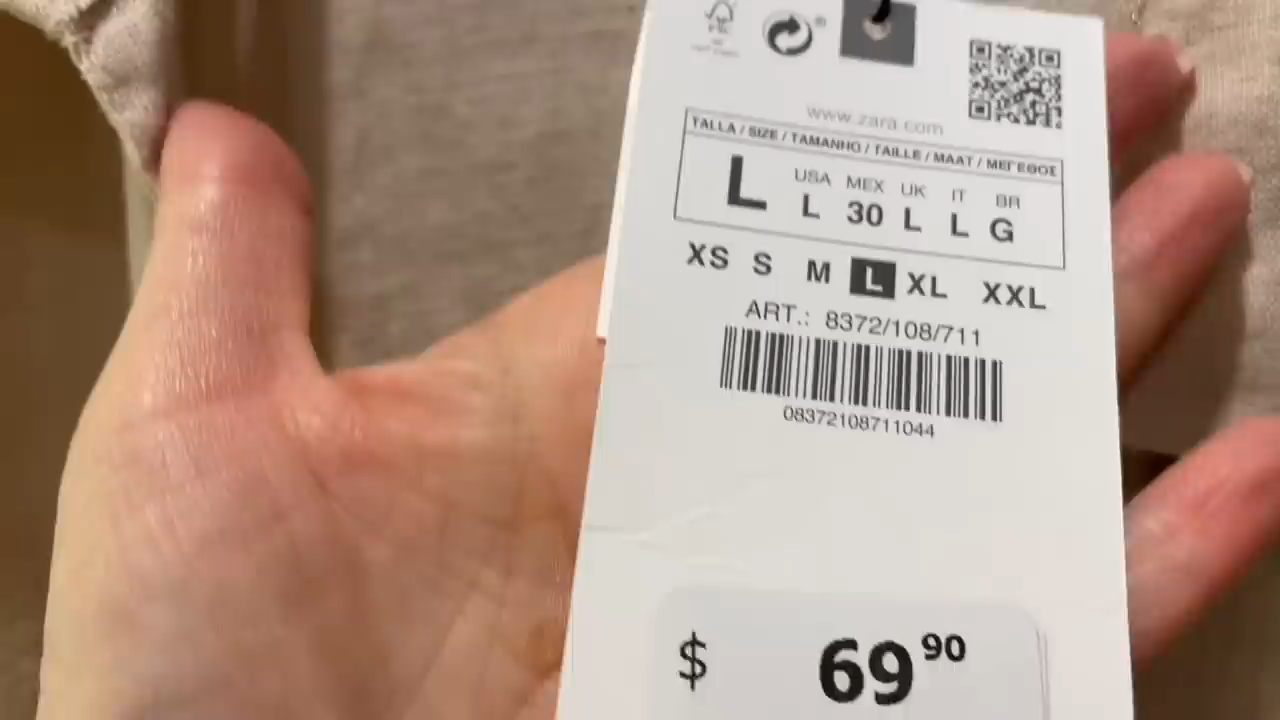 www.zara.com
TALLA / SIZE / TAMANHO / TAILLE / MAAT / ΜΕΓΕΘΟΣ
L
USA MEX UK IT BR
L 30 L L G
XS S M L XL XXL
ART.: 8372/108/711
08372108711044
$ 69 90